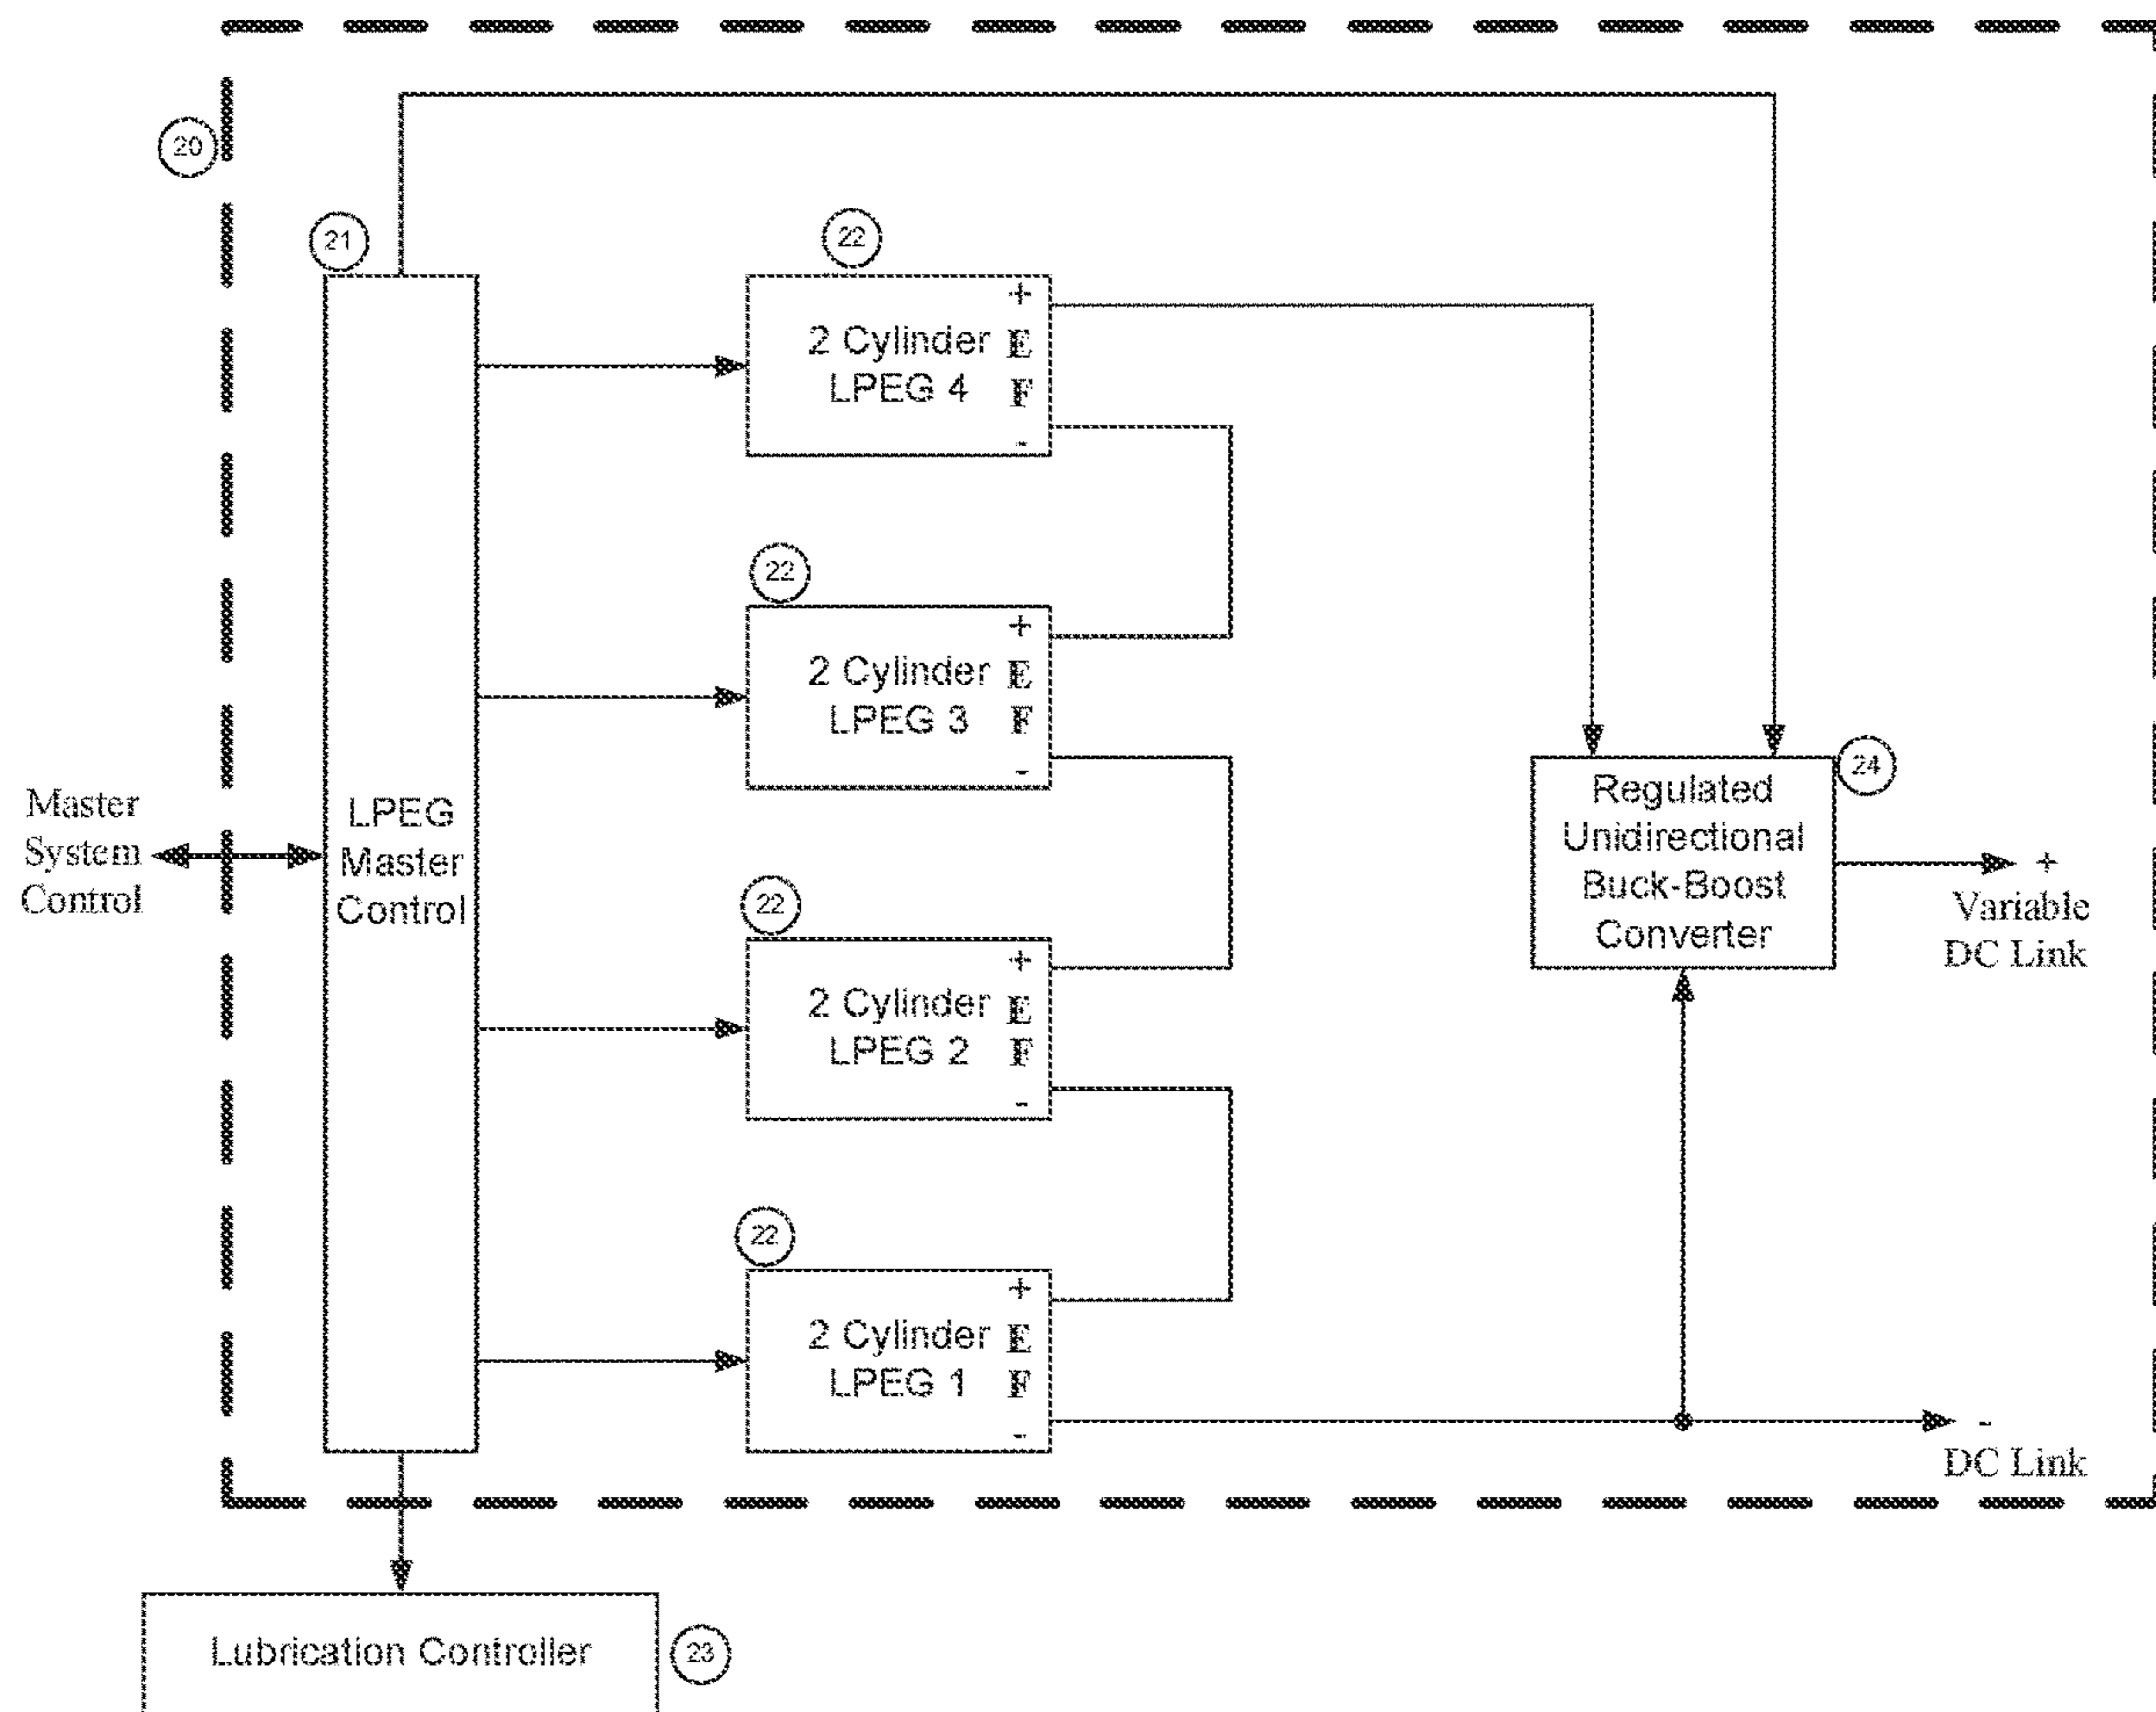 20
21
22
+
2 Cylinder E
LPEG 4 F
-
22
+
2 Cylinder E
LPEG 3 F
-
Master
System
Control
LPEG
Master
Control
24
Regulated
Unidirectional
Buck-Boost
Converter
+
Variable
DC Link
22
+
2 Cylinder E
LPEG 2 F
-
22
+
2 Cylinder E
LPEG 1 F
-
-
DC Link
Lubrication Controller
23